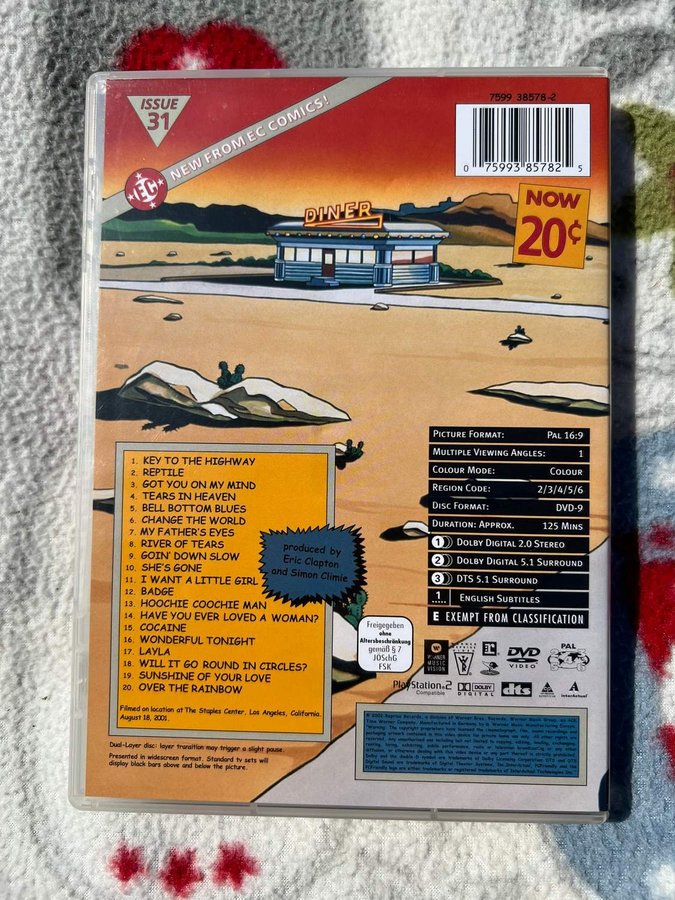 ISSUE
31
NEW FROM EC COMICS!
EC
7599 38578-2
0 75993 85782 5
DINER
NOW
20¢
1. KEY TO THE HIGHWAY
2. REPTILE
3. GOT YOU ON MY MIND
4. TEARS IN HEAVEN
5. BELL BOTTOM BLUES
6. CHANGE THE WORLD
7. MY FATHER'S EYES
8. RIVER OF TEARS
9. GOIN' DOWN SLOW
10. SHE'S GONE
11. I WANT A LITTLE GIRL
12. BADGE
13. HOOCHIE COOCHIE MAN
14. HAVE YOU EVER LOVED A WOMAN?
15. COCAINE
16. WONDERFUL TONIGHT
17. LAYLA
18. WILL IT GO ROUND IN CIRCLES?
19. SUNSHINE OF YOUR LOVE
20. OVER THE RAINBOW
Filmed on location at The Staples Center, Los Angeles, California.
August 18, 2001.
Dual-Layer disc: layer transition may trigger a slight pause.
Presented in widescreen format. Standard tv sets will
display black bars above and below the picture.
produced by
Eric Clapton
and Simon Climie
PICTURE FORMAT: PAL 16:9
MULTIPLE VIEWING ANGLES: 1
COLOUR MODE: COLOUR
REGION CODE: 2/3/4/5/6
DISC FORMAT: DVD-9
DURATION: APPROX. 125 MINS
1 DOLBY DIGITAL 2.0 STEREO
2 DOLBY DIGITAL 5.1 SURROUND
3 DTS 5.1 SURROUND
1 ENGLISH SUBTITLES
E EXEMPT FROM CLASSIFICATION
Freigegeben
ohne
Altersbeschränkung
gemäß § 7
JÖSchG
FSK
WARNER
MUSIC
VISION
DVD
VIDEO
PAL
PlayStation 2
Compatible
DOLBY
DIGITAL
dts
InterActual